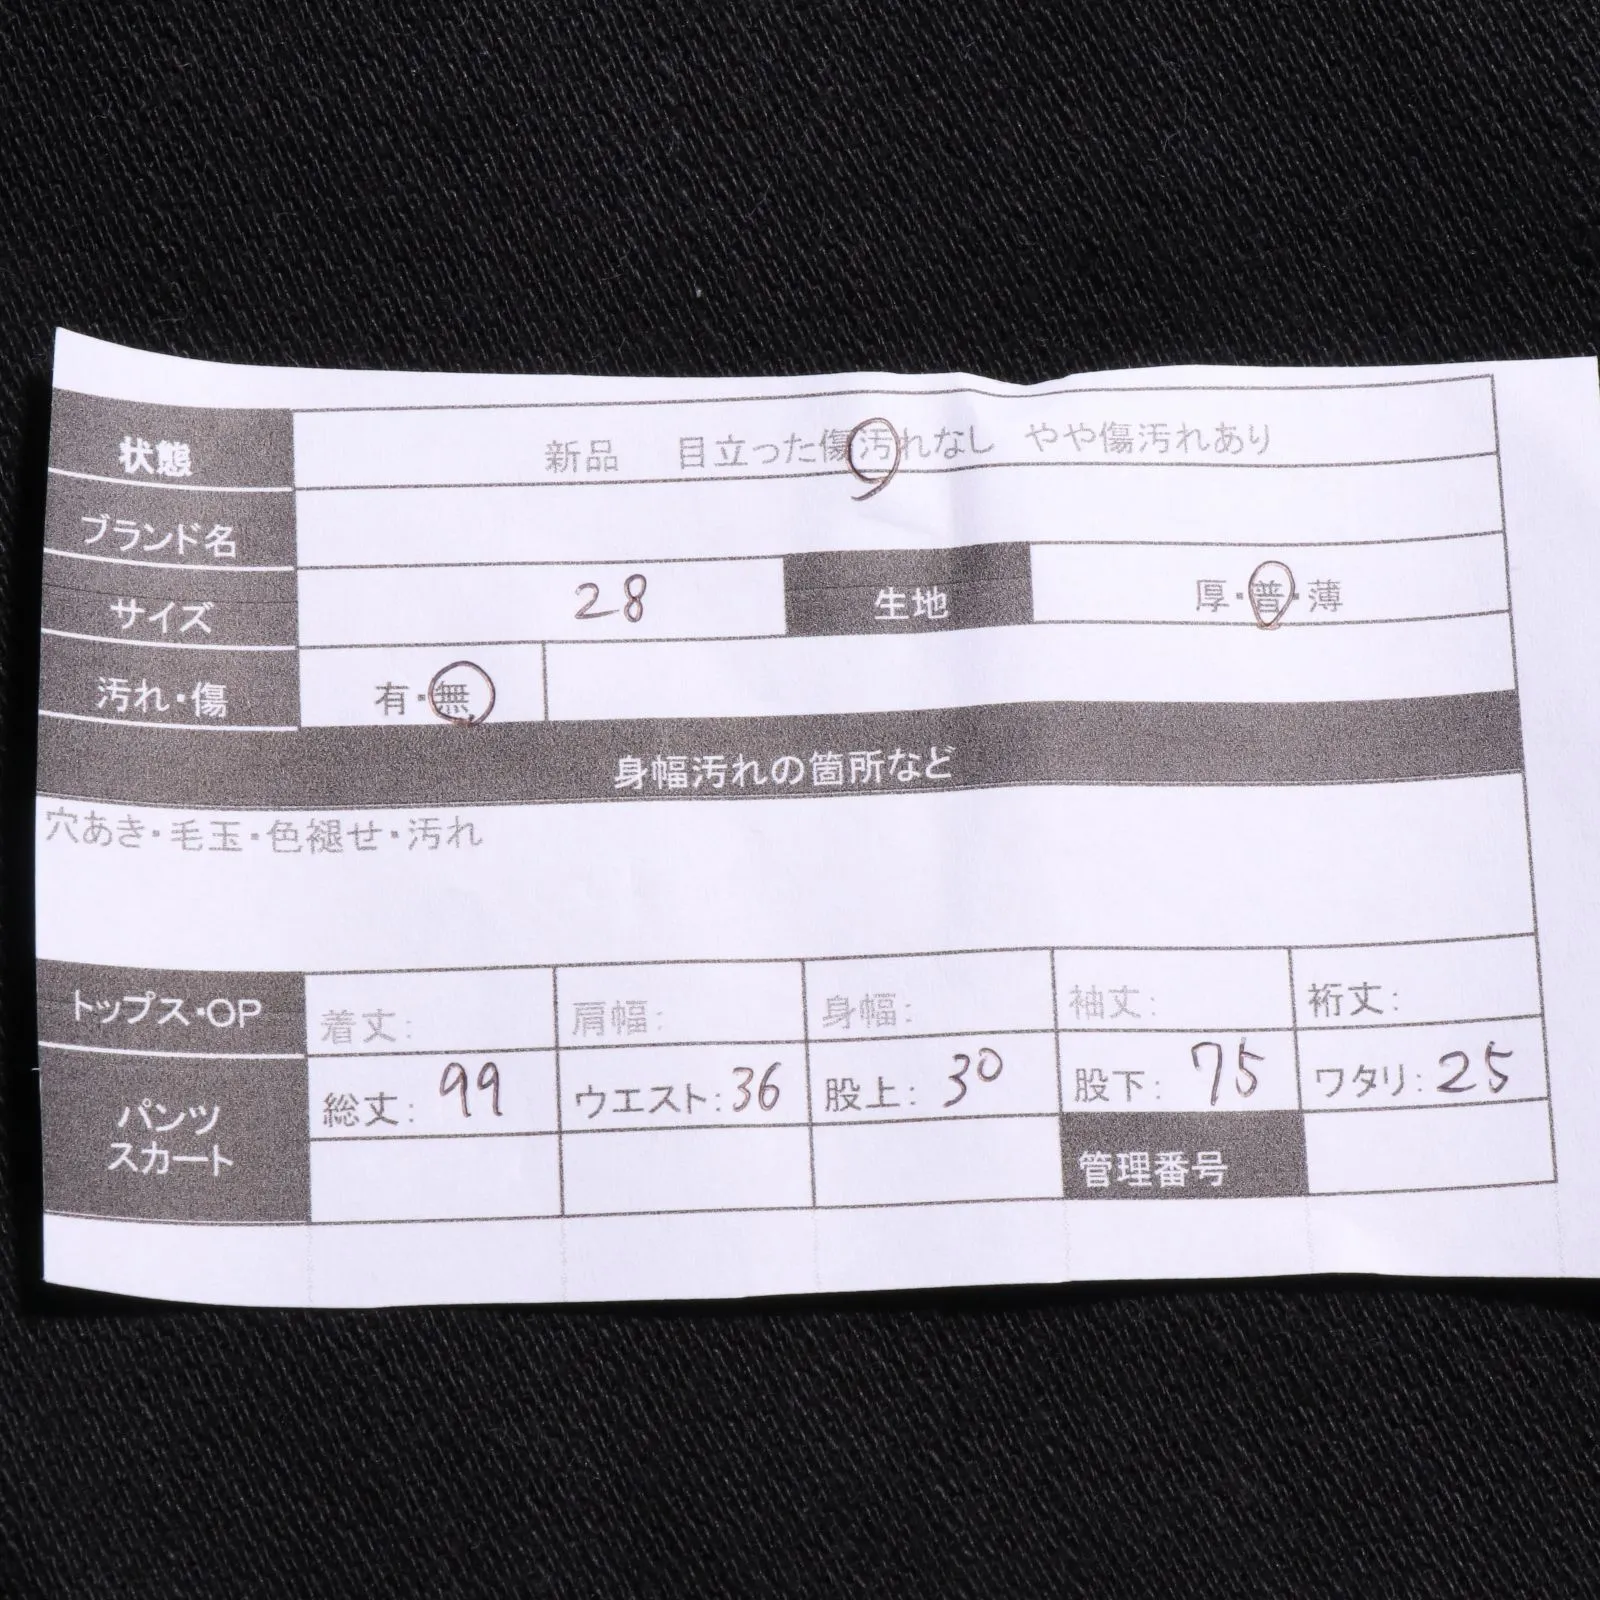 状態 新品 目立った傷汚れなし やや傷汚れあり
ブランド名
サイズ 28 生地 厚・普・薄
汚れ・傷 有・無
身幅汚れの箇所など
穴あき・毛玉・色褪せ・汚れ
トップス・OP 着丈: 肩幅: 身幅: 袖丈: 裄丈:
パンツ
スカート
総丈: 99 ウエスト: 36 股上: 30 股下: 75 ワタリ: 25
管理番号